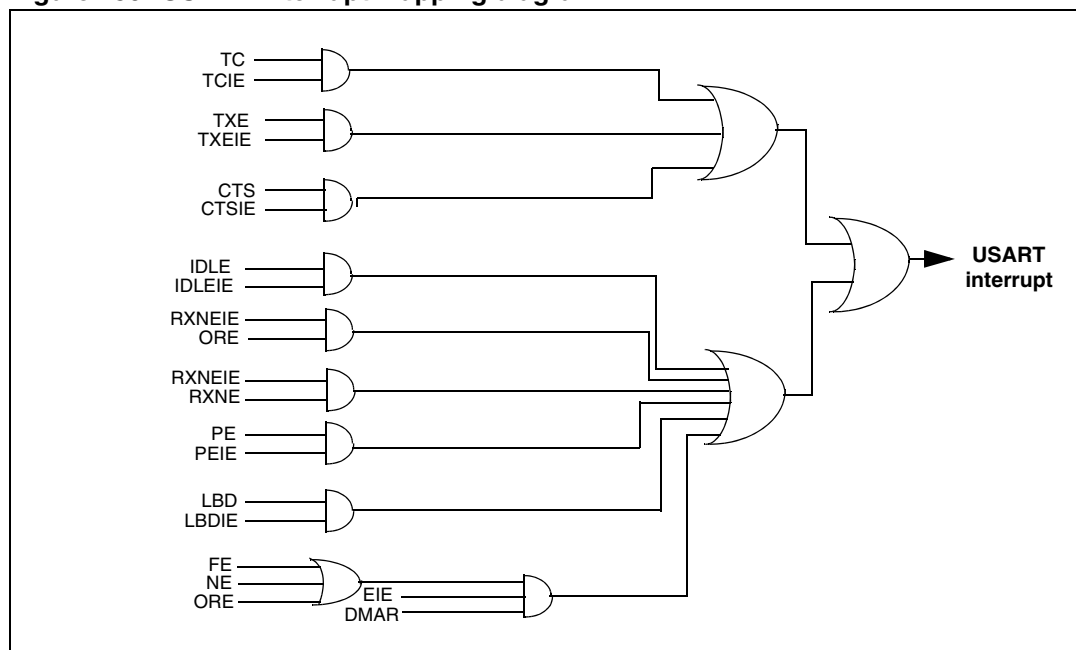 TC
TCIE
TXE
TXEIE
CTS
CTSIE
IDLE
IDLEIE
RXNEIE
ORE
RXNEIE
RXNE
PE
PEIE
LBD
LBDIE
FE
NE
ORE
EIE
DMAR
USART
interrupt